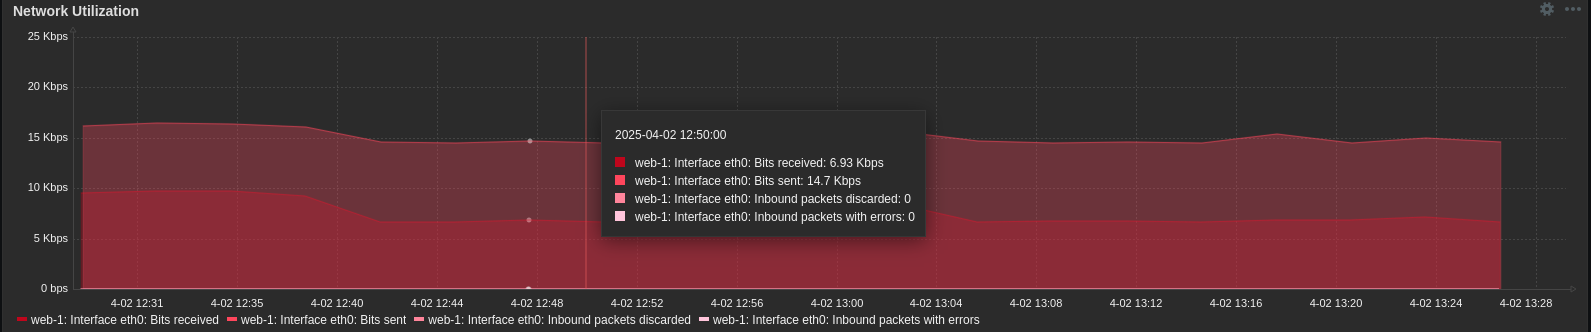 Network Utilization
25 Kbps
20 Kbps
15 Kbps
10 Kbps
5 Kbps
0 bps
2025-04-02 12:50:00
web-1: Interface eth0: Bits received: 6.93 Kbps
web-1: Interface eth0: Bits sent: 14.7 Kbps
web-1: Interface eth0: Inbound packets discarded: 0
web-1: Interface eth0: Inbound packets with errors: 0
4-02 12:31 4-02 12:35 4-02 12:40 4-02 12:44 4-02 12:48 4-02 12:52 4-02 12:56 4-02 13:00 4-02 13:04 4-02 13:08 4-02 13:12 4-02 13:16 4-02 13:20 4-02 13:24 4-02 13:28
web-1: Interface eth0: Bits received web-1: Interface eth0: Bits sent web-1: Interface eth0: Inbound packets discarded web-1: Interface eth0: Inbound packets with errors